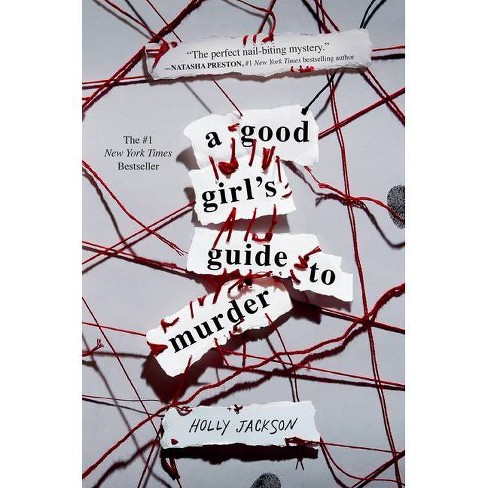 “The perfect nail-biting mystery.”
—NATASHA PRESTON, #1 New York Times bestselling author
The #1
New York Times
Bestseller
a good
girl’s
guide to
murder
HOLLY JACKSON